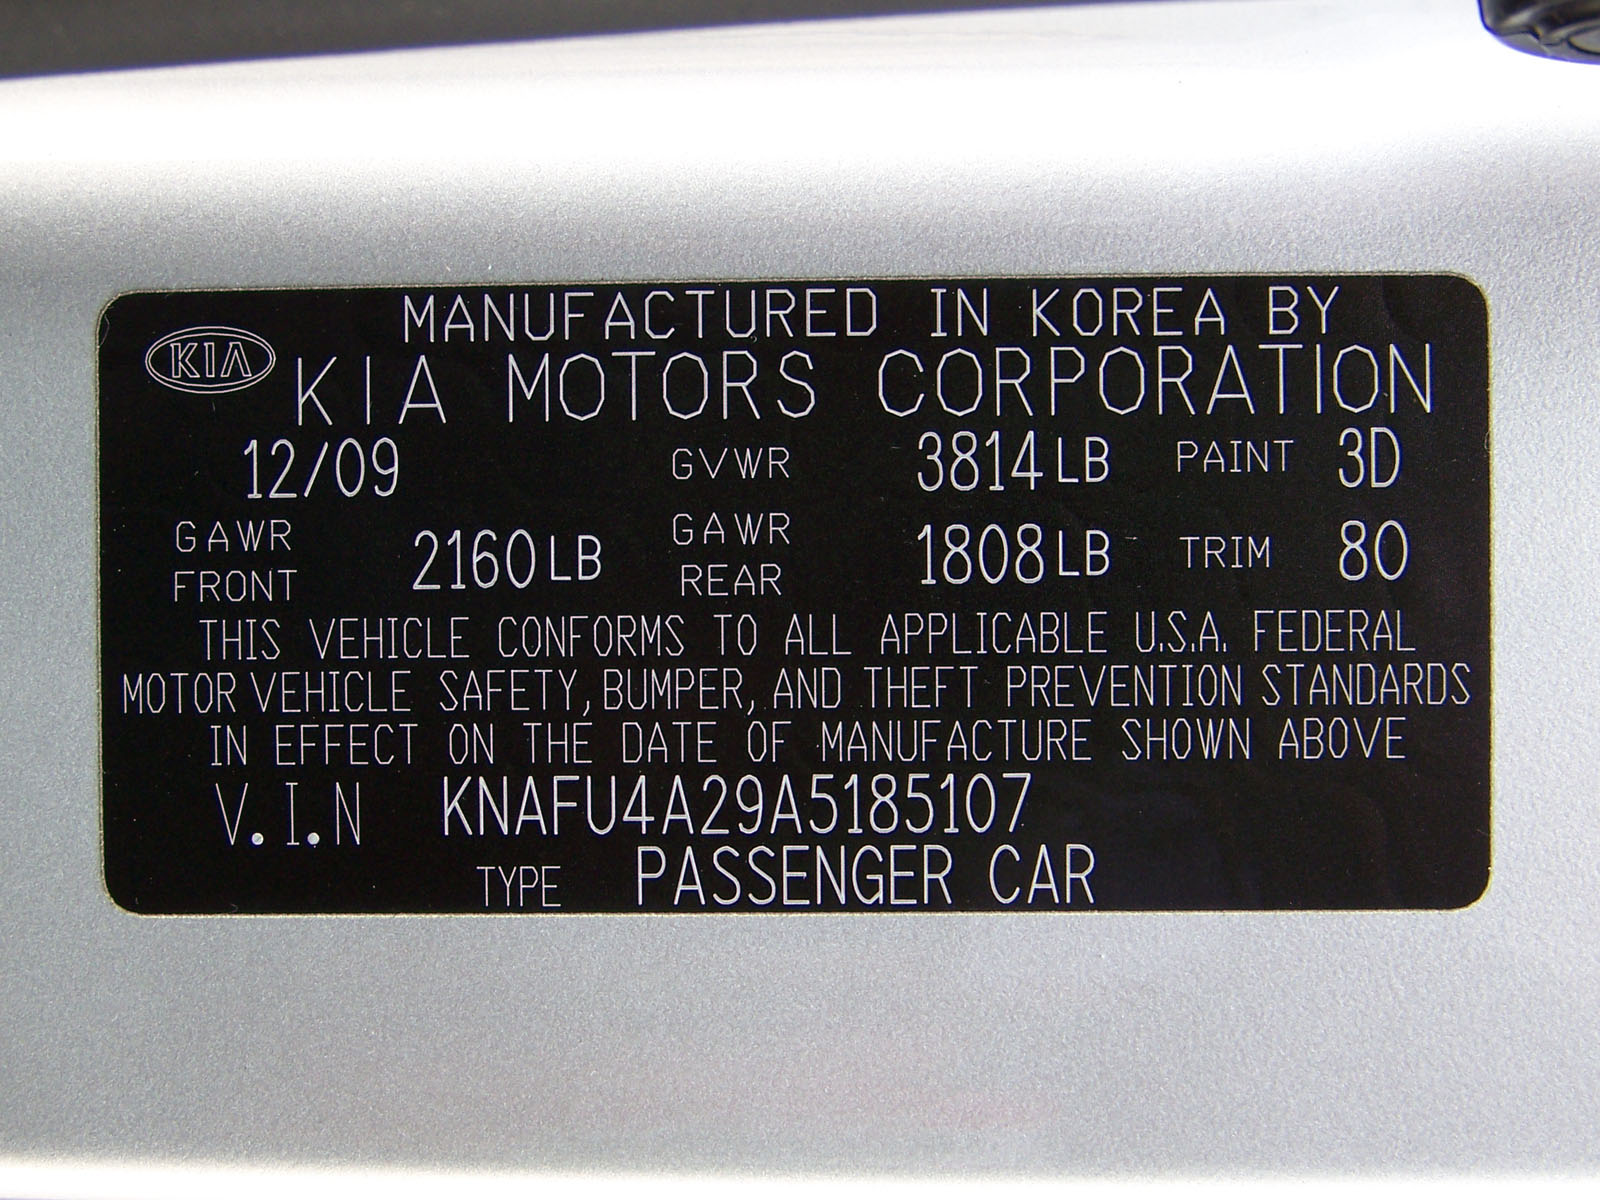 MANUFACTURED IN KOREA BY
KIA KIA MOTORS CORPORATION
12/09 GVWR 3814 LB PAINT 3D
GAWR FRONT 2160 LB GAWR REAR 1808 LB TRIM 80
THIS VEHICLE CONFORMS TO ALL APPLICABLE U.S.A. FEDERAL
MOTOR VEHICLE SAFETY, BUMPER, AND THEFT PREVENTION STANDARDS
IN EFFECT ON THE DATE OF MANUFACTURE SHOWN ABOVE
V.I.N KNAFU4A29A5185107
TYPE PASSENGER CAR